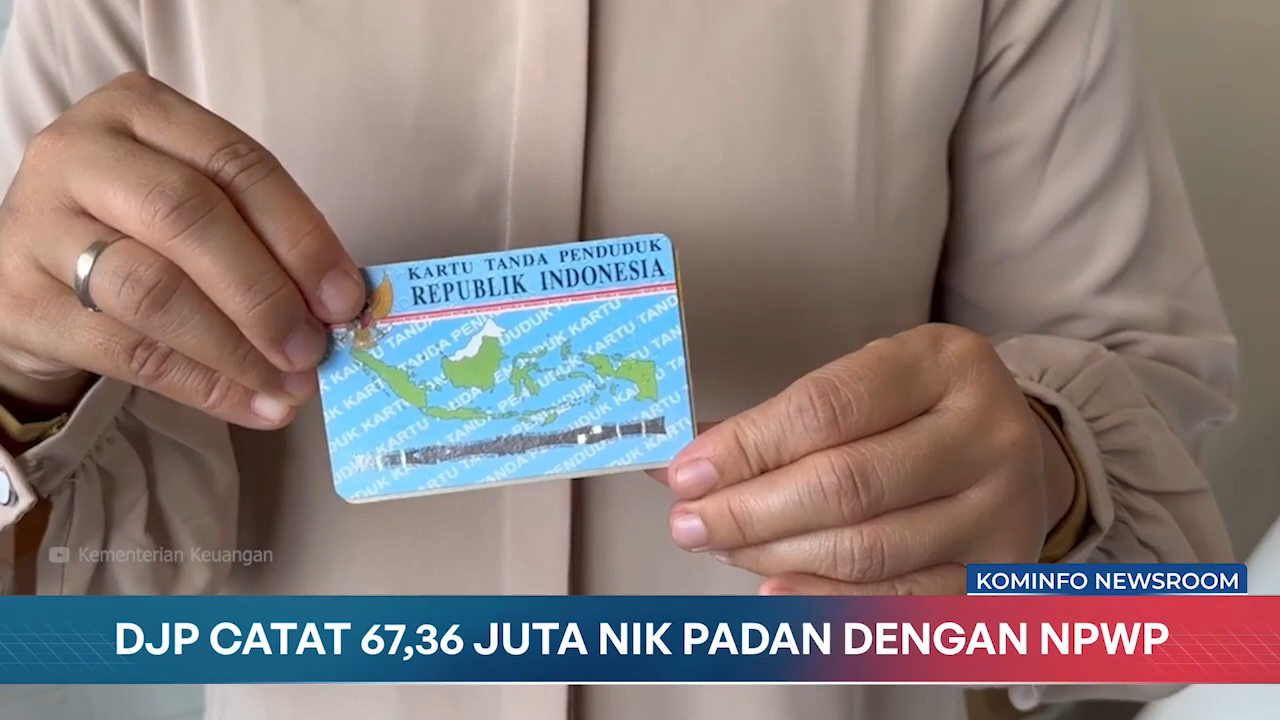 KARTU TANDA PENDUDUK
REPUBLIK INDONESIA
Kementerian Keuangan
KOMINFO NEWSROOM
DJP CATAT 67,36 JUTA NIK PADAN DENGAN NPWP